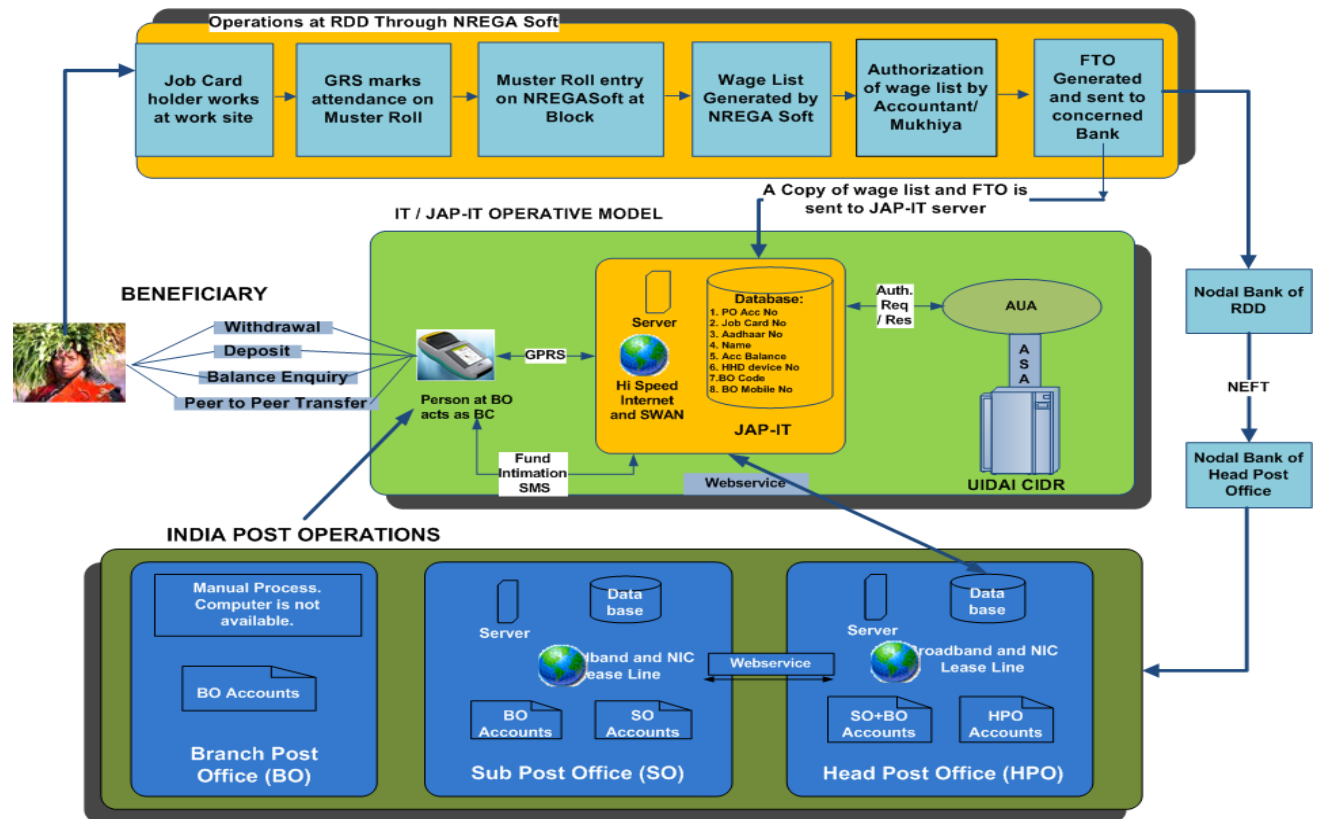 Operations at RDD Through NREGA Soft
Job Card
holder works
at work site
GRS marks
attendance on
Muster Roll
Muster Roll entry
on NREGASoft at
Block
Wage List
Generated by
NREGA Soft
Authorization
of wage list by
Accountant/
Mukhiya
FTO
Generated
and sent to
concerned
Bank
A Copy of wage list and FTO is
sent to JAP-IT server
IT / JAP-IT OPERATIVE MODEL
BENEFICIARY
Withdrawal
Deposit
Balance Enquiry
Peer to Peer Transfer
Person at BO
acts as BC
GPRS
Fund
Intimation
SMS
Server
Hi Speed
Internet
and SWAN
Database:
1. PO Acc No
2. Job Card No
3. Aadhaar No
4. Name
5. Acc Balance
6. HHD device No
7.BO Code
8. BO Mobile No
JAP-IT
Auth.
Req
/ Res
AUA
A
S
A
UIDAI CIDR
Webservice
Nodal Bank of
RDD
NEFT
Nodal Bank of
Head Post
Office
INDIA POST OPERATIONS
Manual Process.
Computer is not
available.
BO Accounts
Branch Post
Office (BO)
Server
Data
base
dband and NIC
ease Line
BO
Accounts
SO
Accounts
Sub Post Office (SO)
Webservice
Server
Data
base
roadband and NIC
Lease Line
SO+BO
Accounts
HPO
Accounts
Head Post Office (HPO)